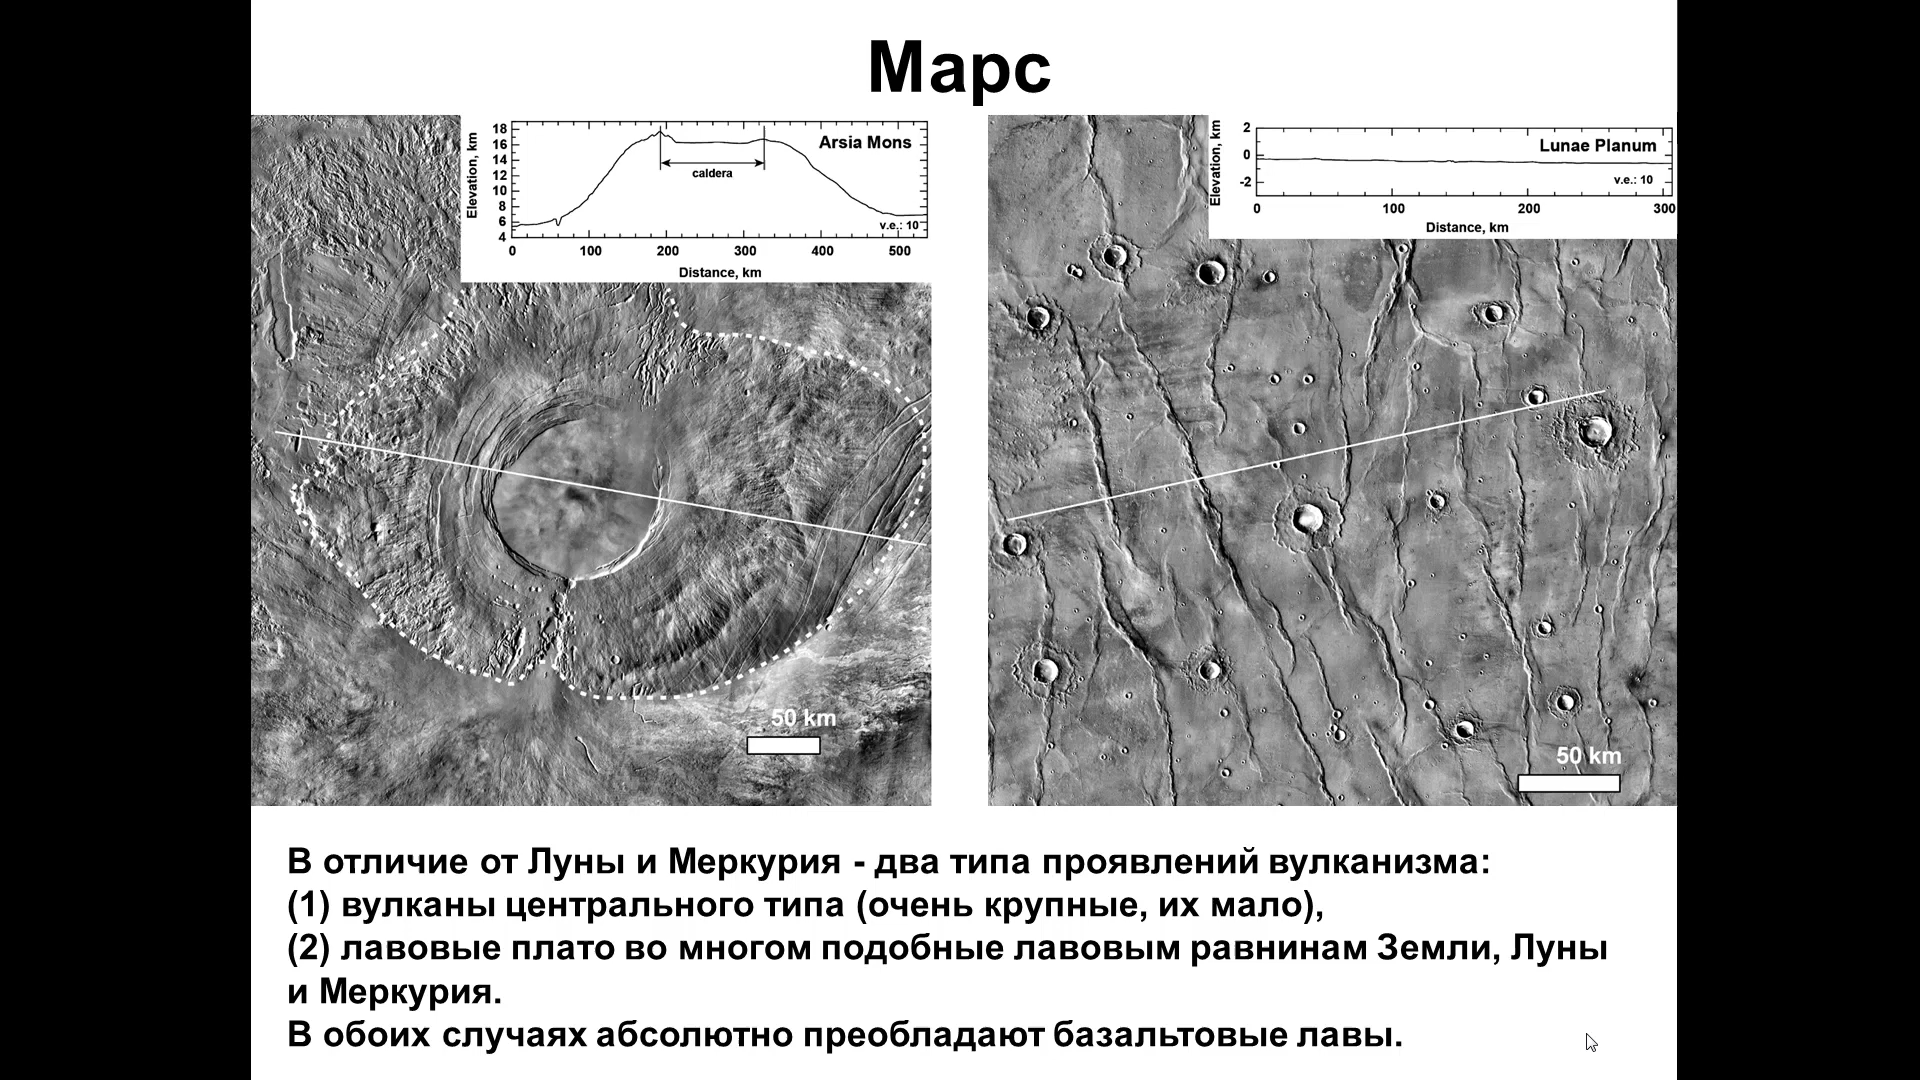 Марс
18
16
14
12
10
8
6
4
Elevation, km
Arsia Mons
caldera
v.e.: 10
0 100 200 300 400 500
Distance, km
50 km
2
0
-2
Elevation, km
Lunae Planum
v.e.: 10
0 100 200 300
Distance, km
50 km
В отличие от Луны и Меркурия - два типа проявлений вулканизма:
(1) вулканы центрального типа (очень крупные, их мало),
(2) лавовые плато во многом подобные лавовым равнинам Земли, Луны
и Меркурия.
В обоих случаях абсолютно преобладают базальтовые лавы.